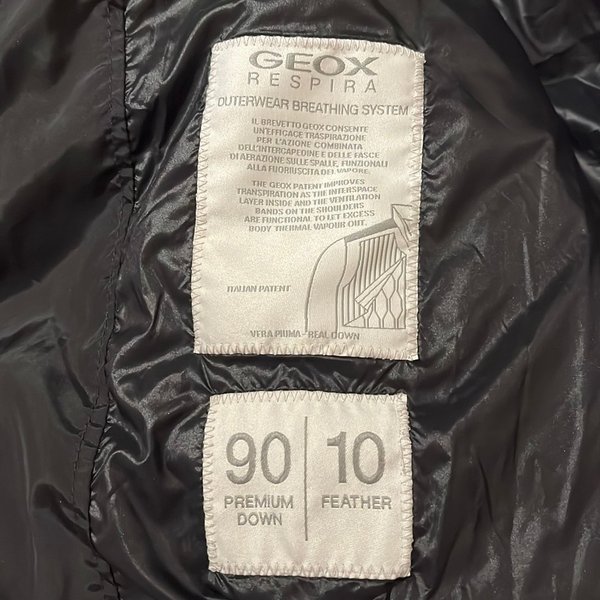 GEOX
RESPIRA
OUTERWEAR BREATHING SYSTEM
IL BREVETTO GEOX CONSENTE
UN'EFFICACE TRASPIRAZIONE
PER L'AZIONE COMBINATA
DELL'INTERCAPEDINE E DELLE FASCE
DI AERAZIONE SULLE SPALLE, FUNZIONALI
ALLA FUORIUSCITA DEL VAPORE.
THE GEOX PATENT IMPROVES
TRANSPIRATION AS THE INTERSPACE
LAYER INSIDE AND THE VENTILATION
BANDS ON THE SHOULDERS
ARE FUNCTIONAL TO LET EXCESS
BODY THERMAL VAPOUR OUT.
ITALIAN PATENT
VERA PIUMA - REAL DOWN
90
PREMIUM
DOWN
10
FEATHER